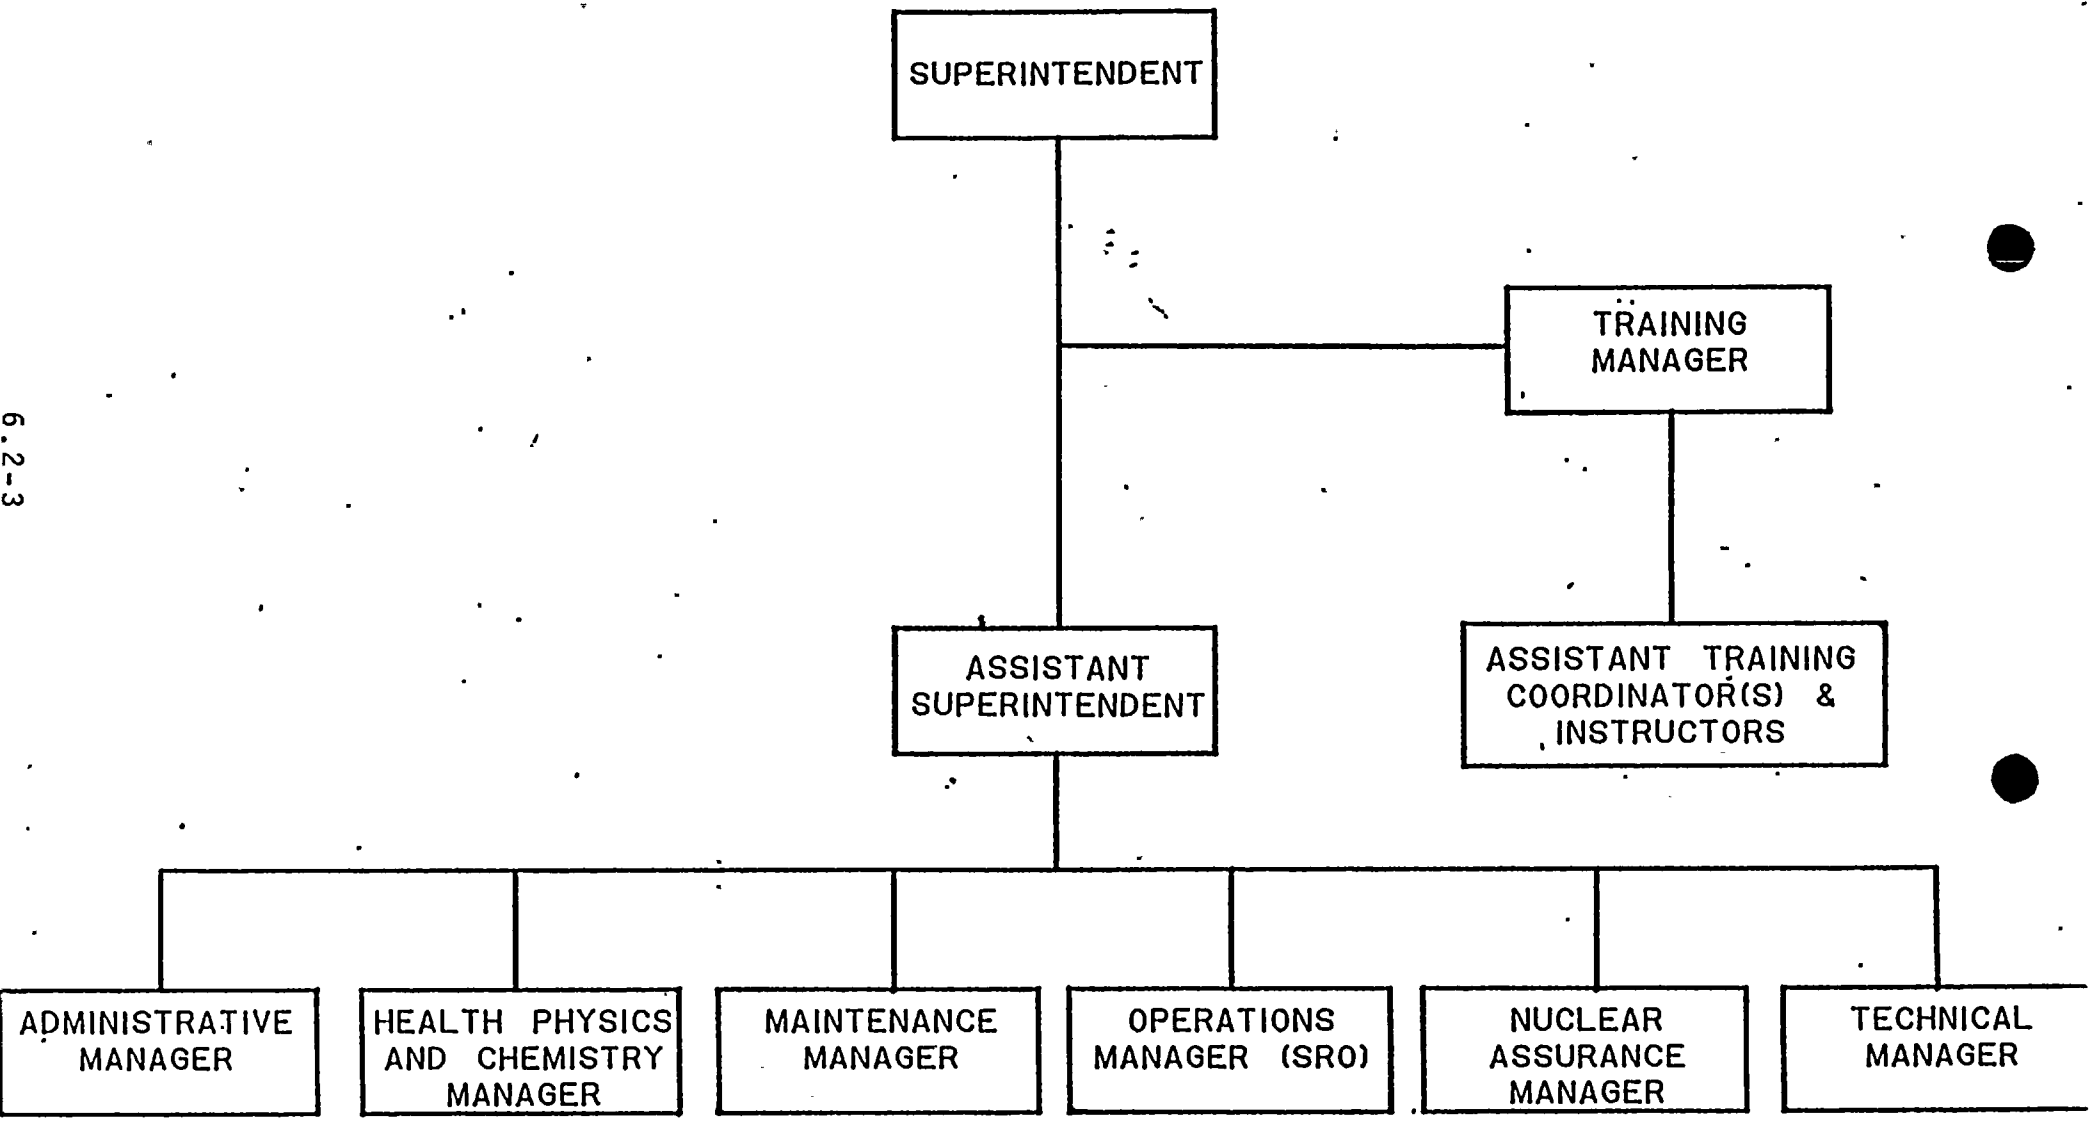 SUPERINTENDENT
TRAINING
MANAGER
6.2-3
ASSISTANT
SUPERINTENDENT
ASSISTANT TRAINING
COORDINATOR(S) &
INSTRUCTORS
ADMINISTRATIVE
MANAGER
HEALTH PHYSICS
AND CHEMISTRY
MANAGER
MAINTENANCE
MANAGER
OPERATIONS
MANAGER (SRO)
NUCLEAR
ASSURANCE
MANAGER
TECHNICAL
MANAGER